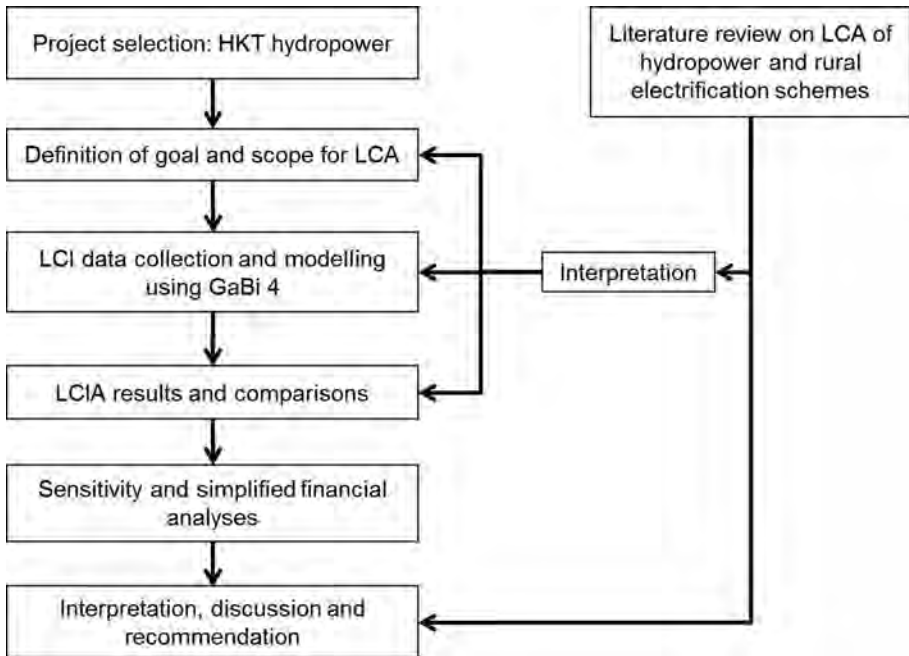 Project selection: HKT hydropower
Literature review on LCA of
hydropower and rural
electrification schemes
Definition of goal and scope for LCA
LCI data collection and modelling
using GaBi 4
Interpretation
LCIA results and comparisons
Sensitivity and simplified financial
analyses
Interpretation, discussion and
recommendation